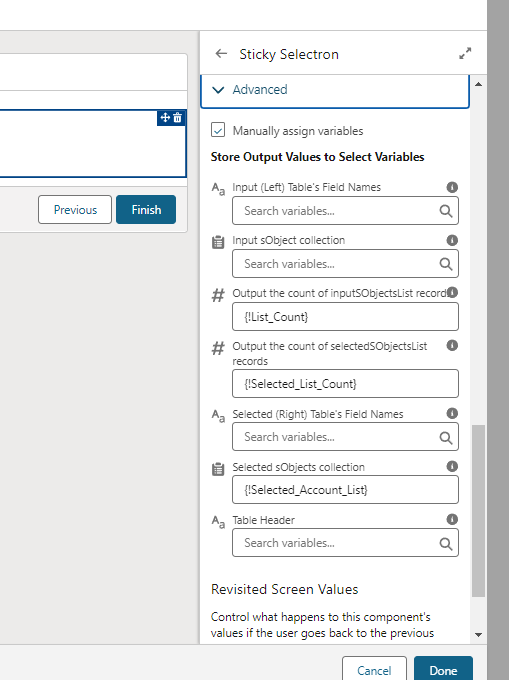 Sticky Selectron
Advanced
Manually assign variables
Store Output Values to Select Variables
Aa Input (Left) Table's Field Names
Search variables...
Input sObject collection
Search variables...
# Output the count of inputSObjectsList record
{!List_Count}
# Output the count of selectedSObjectsList
records
{!Selected_List_Count}
Aa Selected (Right) Table's Field Names
Search variables...
Selected sObjects collection
{!Selected_Account_List}
Aa Table Header
Search variables...
Revisited Screen Values
Control what happens to this component's
values if the user goes back to the previous
Previous
Finish
Cancel
Done